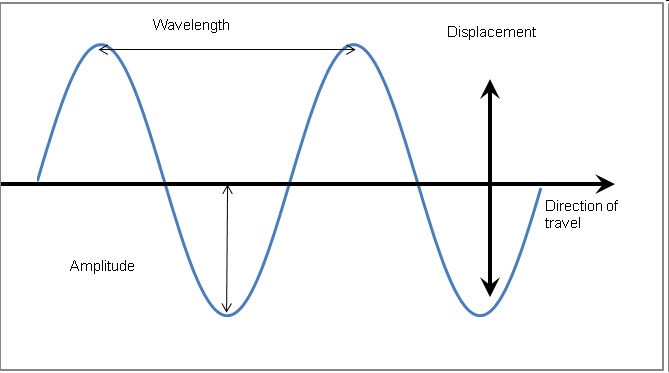 Wavelength
Displacement
Direction of
travel
Amplitude